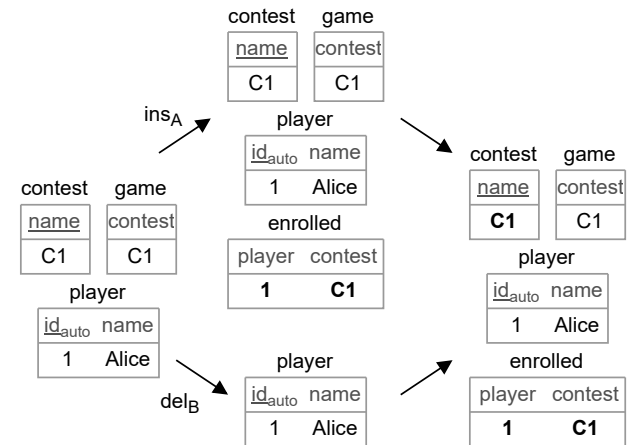 contest game
name contest
C1 C1
ins_A
player
id_auto name
1 Alice
enrolled
player contest
1 C1
contest game
name contest
C1 C1
player
id_auto name
1 Alice
del_B
player
id_auto name
1 Alice
contest game
name contest
C1 C1
player
id_auto name
1 Alice
enrolled
player contest
1 C1